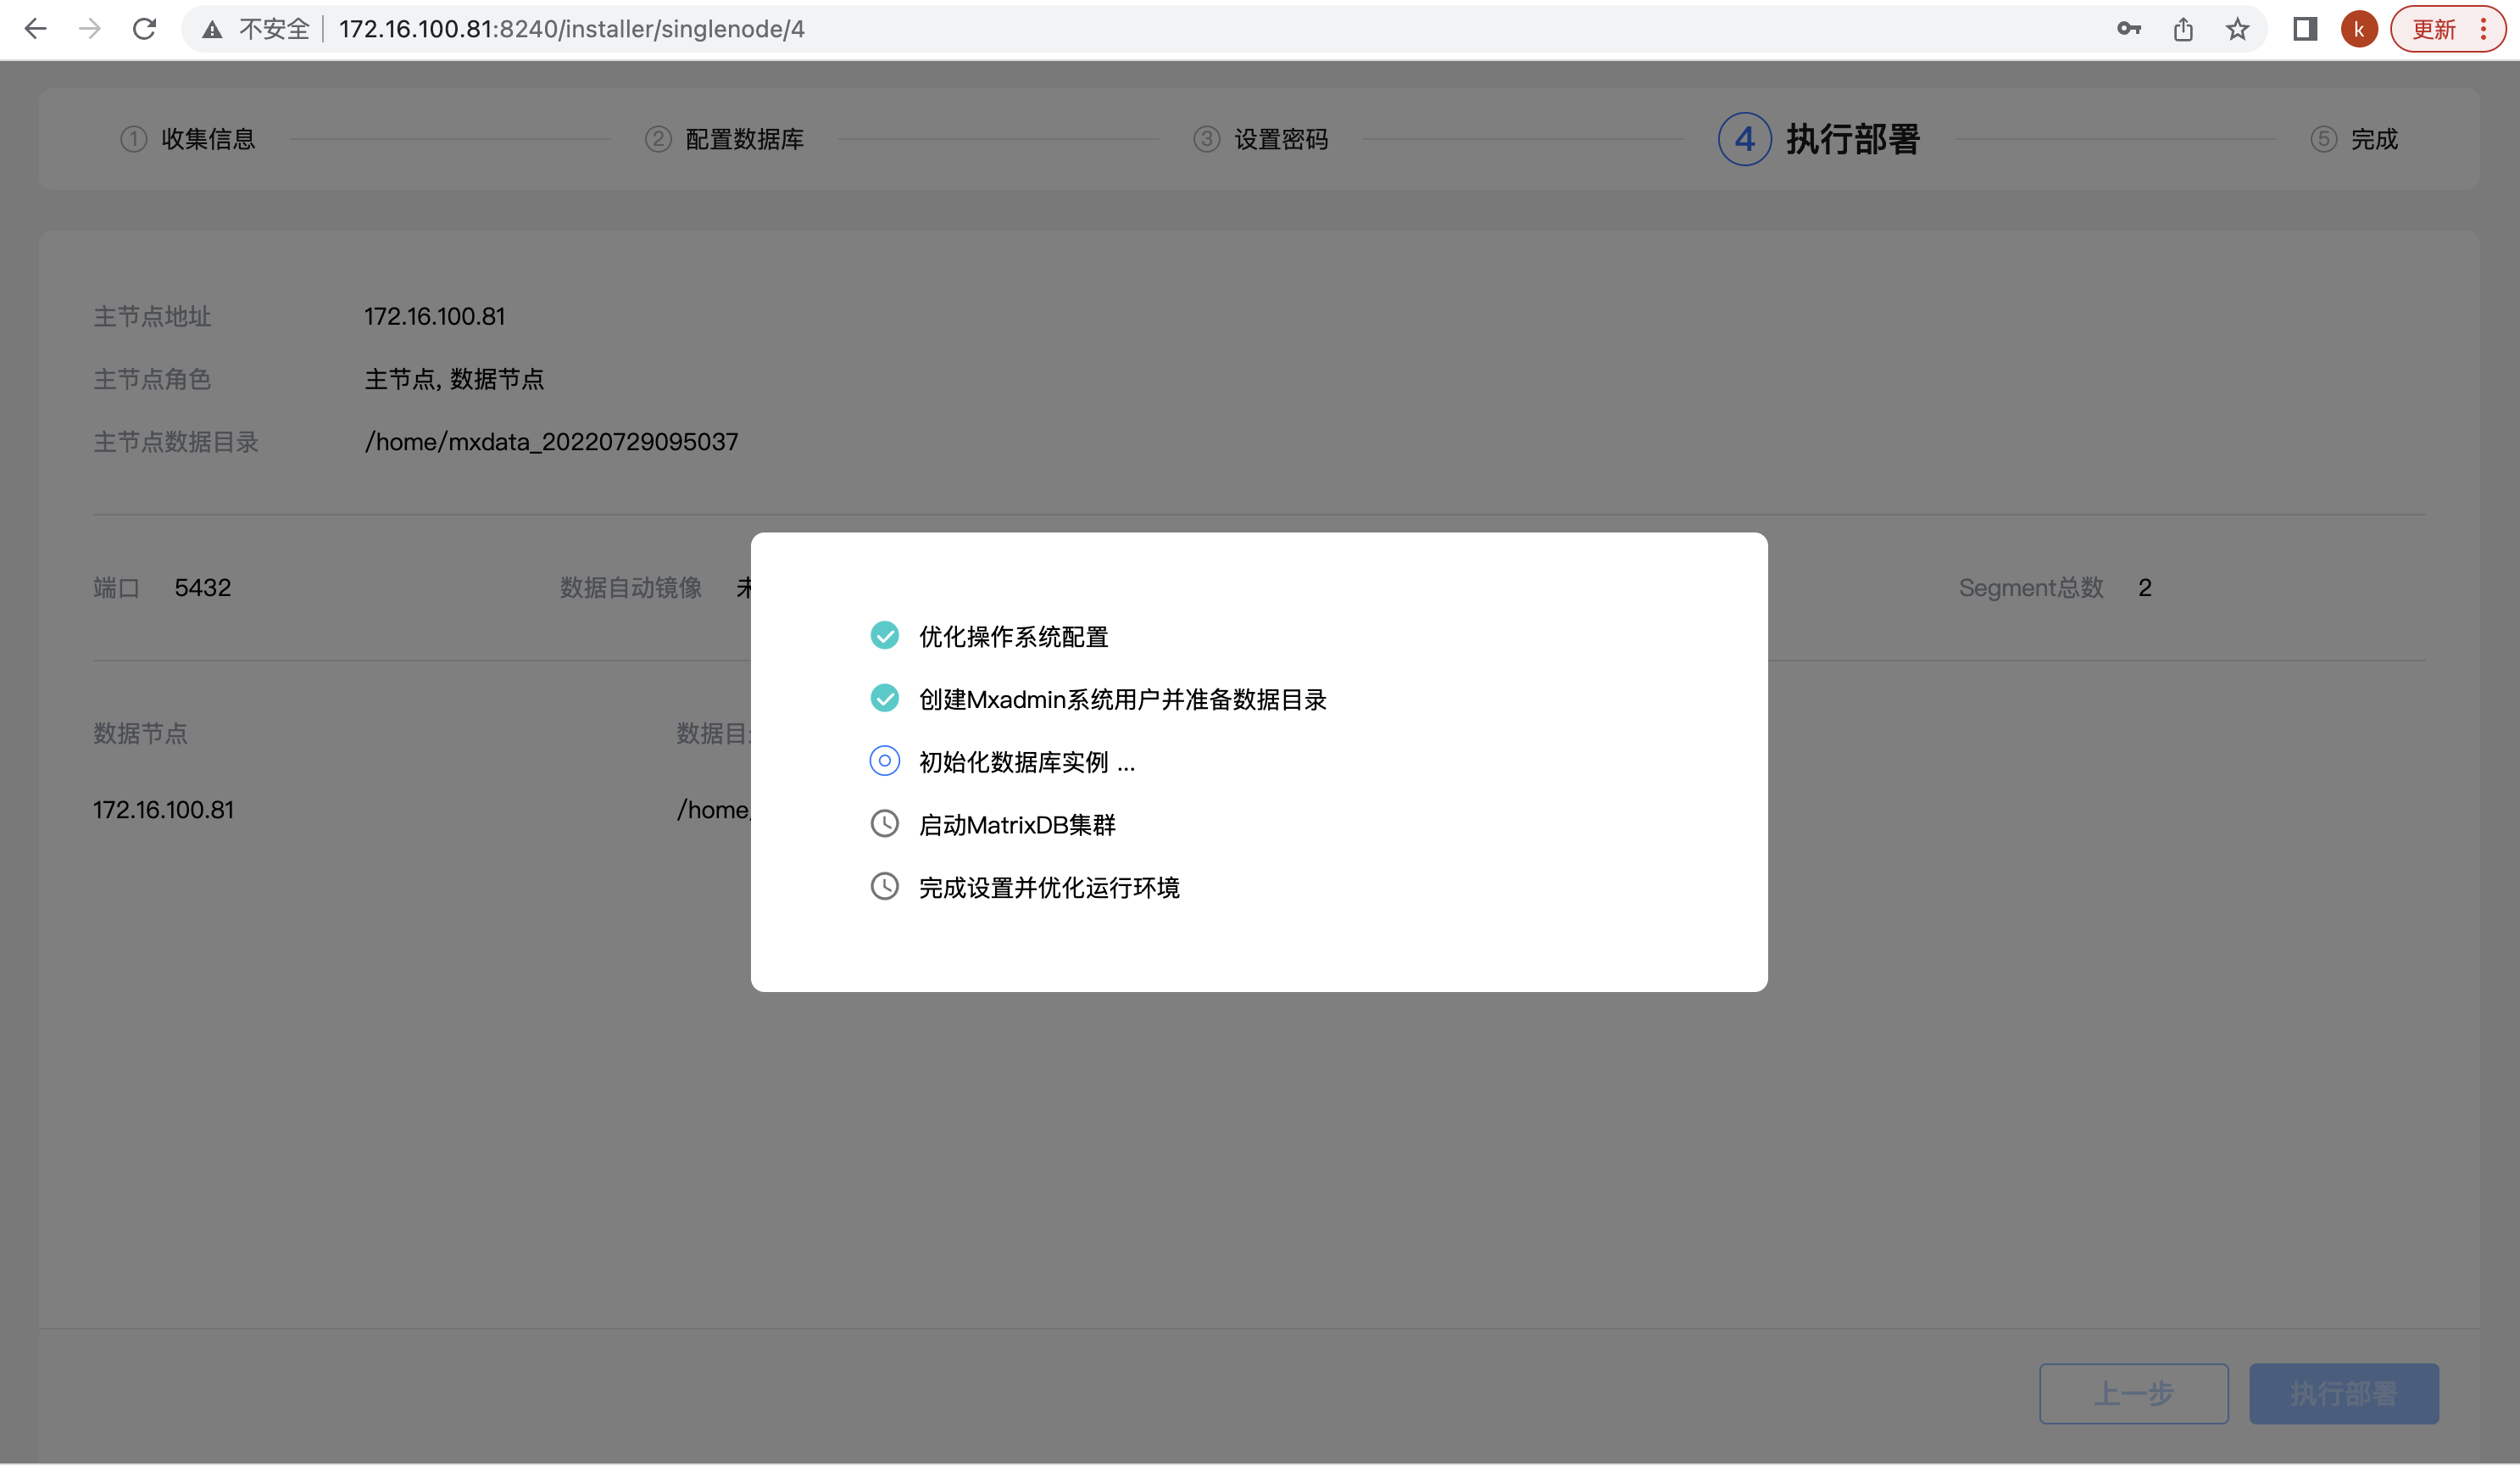 不安全 172.16.100.81:8240/installer/singlenode/4 k 更新
1 收集信息 2 配置数据库 3 设置密码 4 执行部署 5 完成
主节点地址 172.16.100.81
主节点角色 主节点, 数据节点
主节点数据目录 /home/mxdata_20220729095037
端口 5432 数据自动镜像 Segment总数 2
数据节点 数据目
172.16.100.81 /home/
优化操作系统配置
创建Mxadmin系统用户并准备数据目录
初始化数据库实例 ...
启动MatrixDB集群
完成设置并优化运行环境
上一步 执行部署